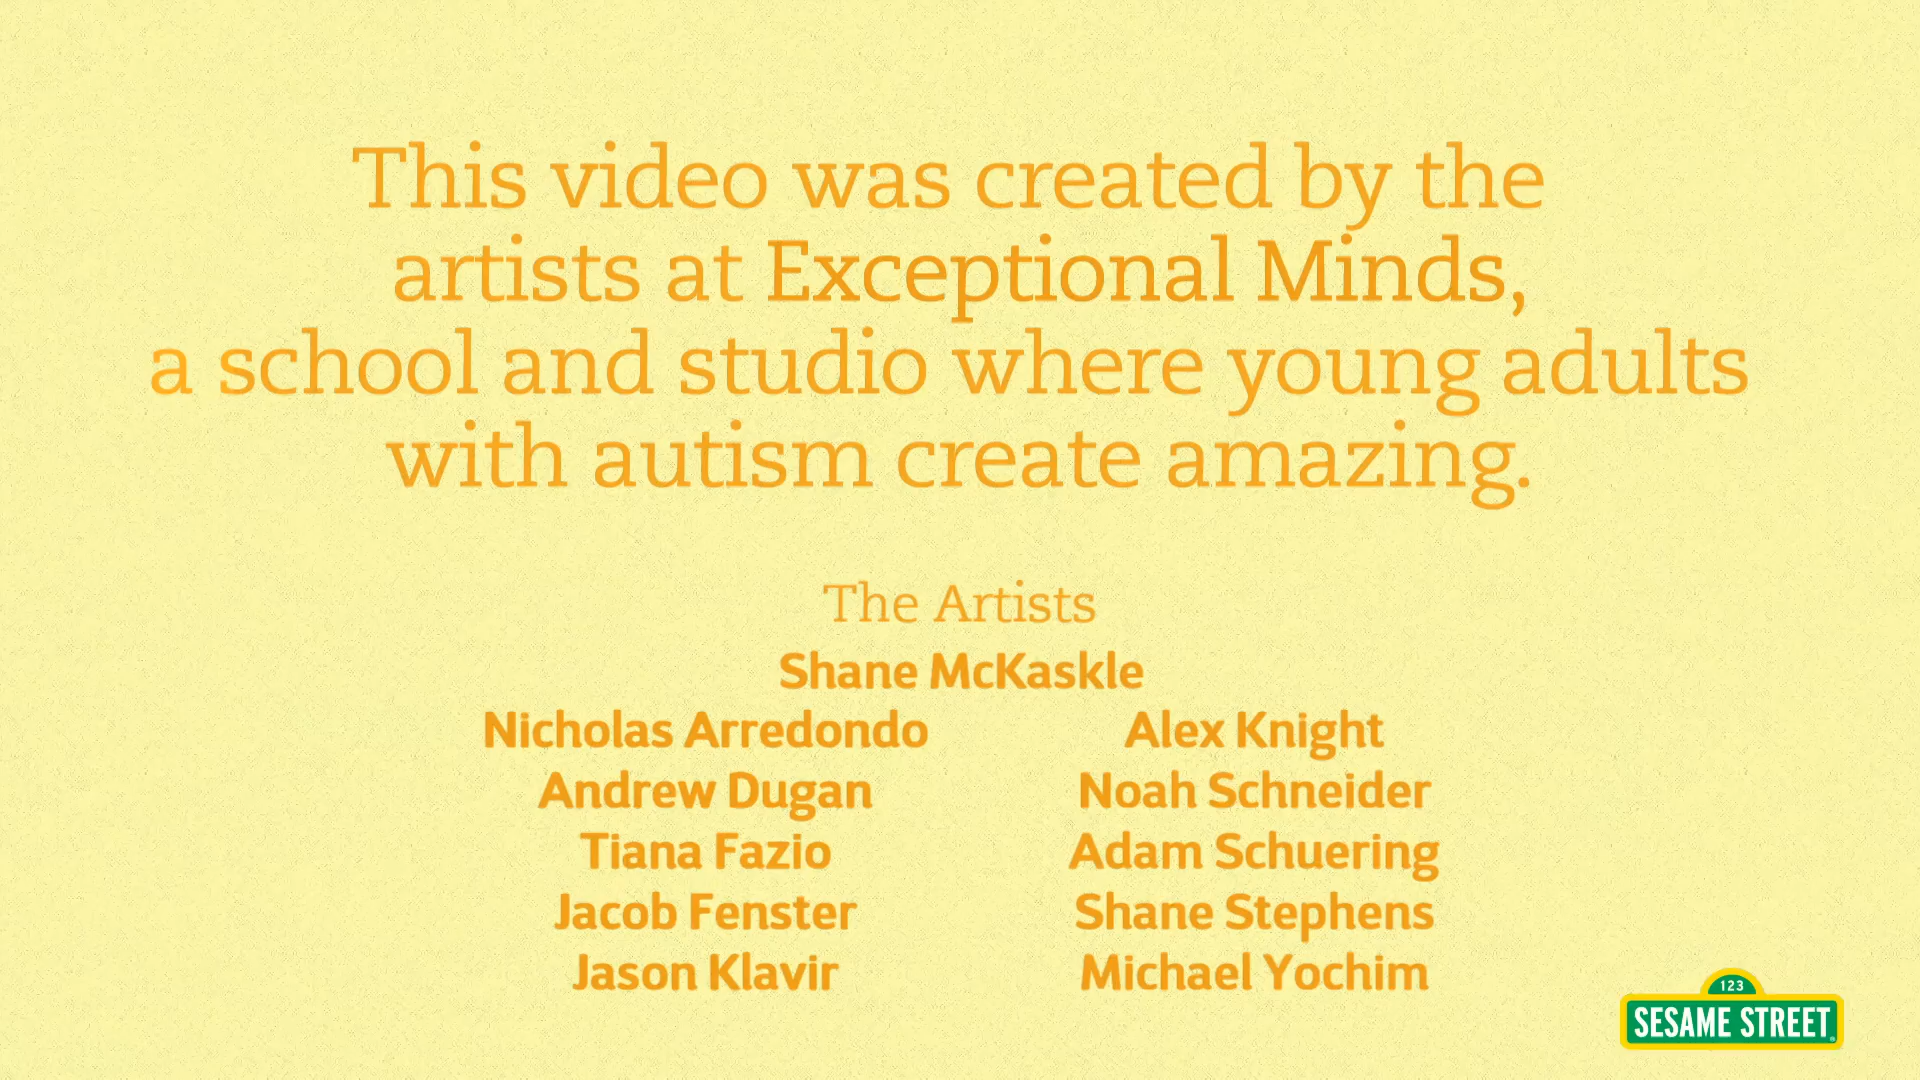 This video was created by the
artists at Exceptional Minds,
a school and studio where young adults
with autism create amazing.
The Artists
Shane McKaskle
Nicholas Arredondo
Andrew Dugan
Tiana Fazio
Jacob Fenster
Jason Klavir
Alex Knight
Noah Schneider
Adam Schuering
Shane Stephens
Michael Yochim
123
SESAME STREET